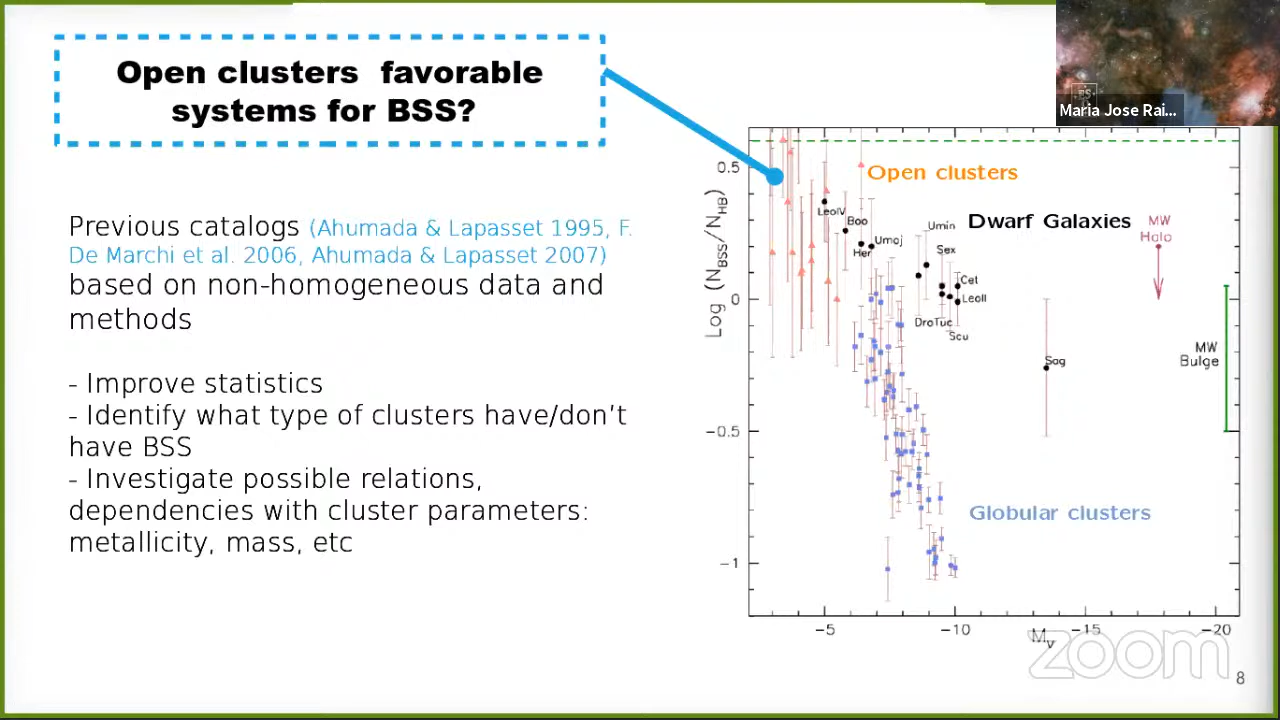 Open clusters favorable
systems for BSS?
Maria Jose Rai...
Previous catalogs (Ahumada & Lapasset 1995, F.
De Marchi et al. 2006, Ahumada & Lapasset 2007)
based on non-homogeneous data and
methods
- Improve statistics
- Identify what type of clusters have/don't
have BSS
- Investigate possible relations,
dependencies with cluster parameters:
metallicity, mass, etc
Log (N_BSS/N_HB)
0.5
0
-0.5
-1
Open clusters
Dwarf Galaxies
MW
Halo
LeoIV
Boo
Umin
Her
Umaj
Sex
Cet
LeoII
DraTuc
Scu
Sag
MW
Bulge
Globular clusters
-5
-10
-15
-20
M_V
zoom
8